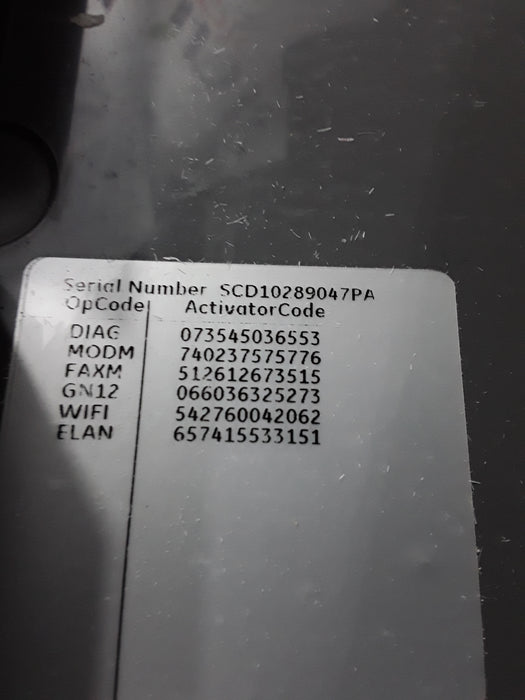 Serial Number SCD10289047PA
OpCode ActivatorCode
DIAG 073545036553
MODM 740237575776
FAXM 512612673515
GN12 066036325273
WIFI 542760042062
ELAN 657415533151